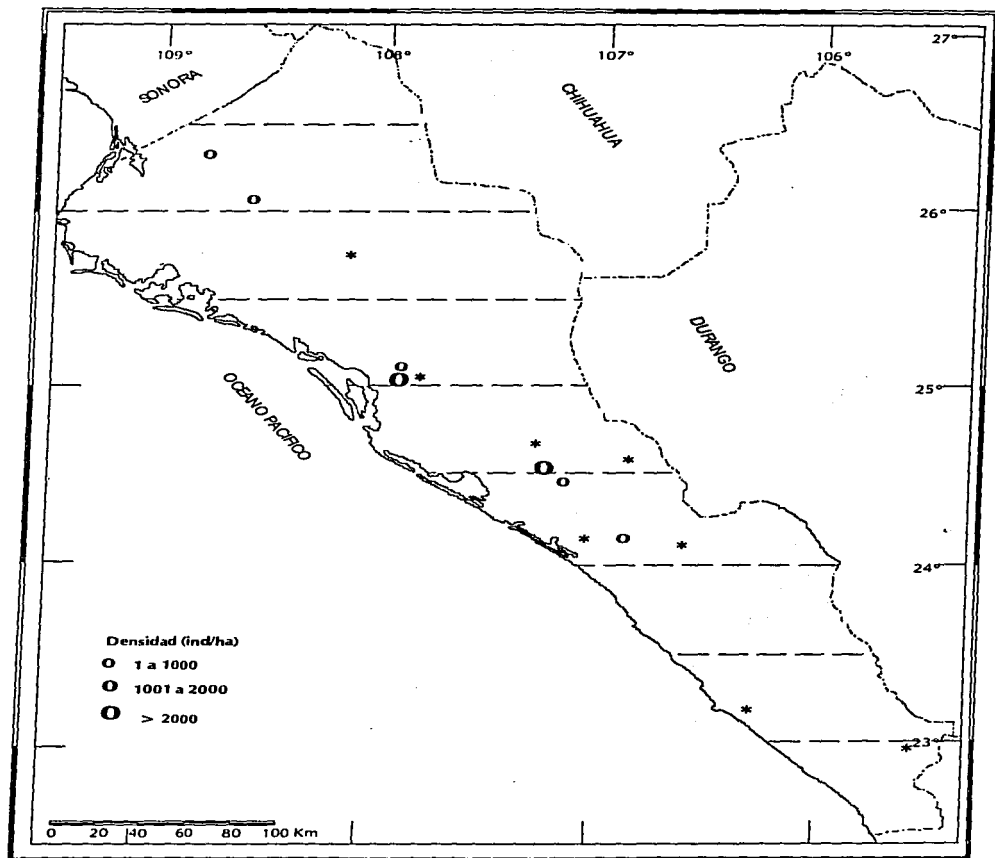 109° 108° 107° 106° 27°
SONORA
CHIHUAHUA
26°
DURANGO
OCEANO PACIFICO
25°
24°
Densidad (ind/ha)
o 1 a 1000
o 1001 a 2000
O > 2000
23°
0 20 40 60 80 100 Km